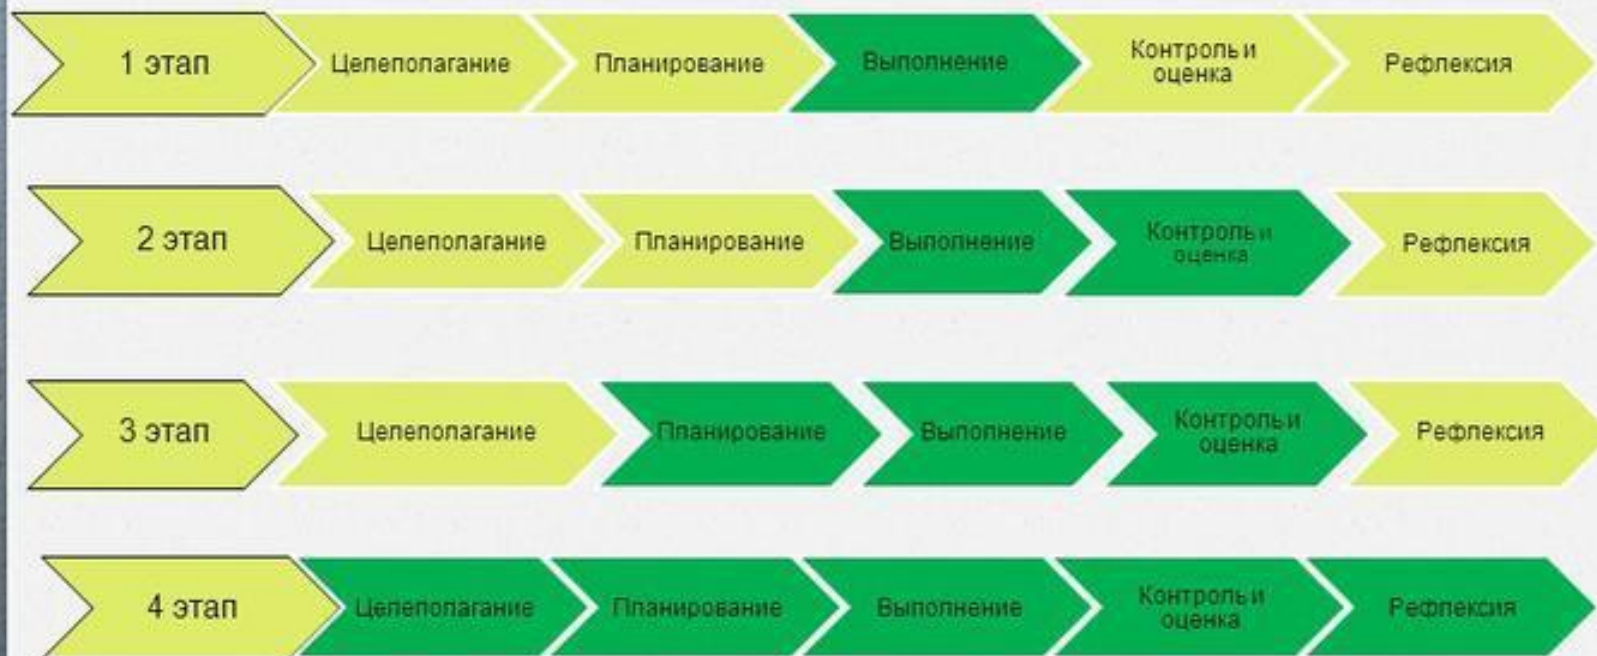 1 этап
Целеполагание
Планирование
Выполнение
Контроль и
оценка
Рефлексия
2 этап
Целеполагание
Планирование
Выполнение
Контроль и
оценка
Рефлексия
3 этап
Целеполагание
Планирование
Выполнение
Контроль и
оценка
Рефлексия
4 этап
Целеполагание
Планирование
Выполнение
Контроль и
оценка
Рефлексия